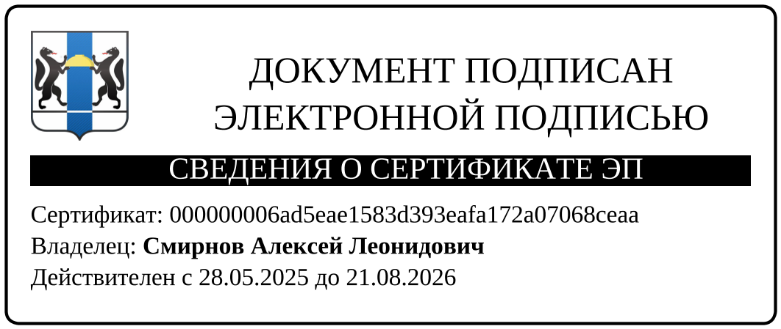 ДОКУМЕНТ ПОДПИСАН
ЭЛЕКТРОННОЙ ПОДПИСЬЮ
СВЕДЕНИЯ О СЕРТИФИКАТЕ ЭП
Сертификат: 000000006ad5eae1583d393eafa172a07068ceaa
Владелец: Смирнов Алексей Леонидович
Действителен с 28.05.2025 до 21.08.2026